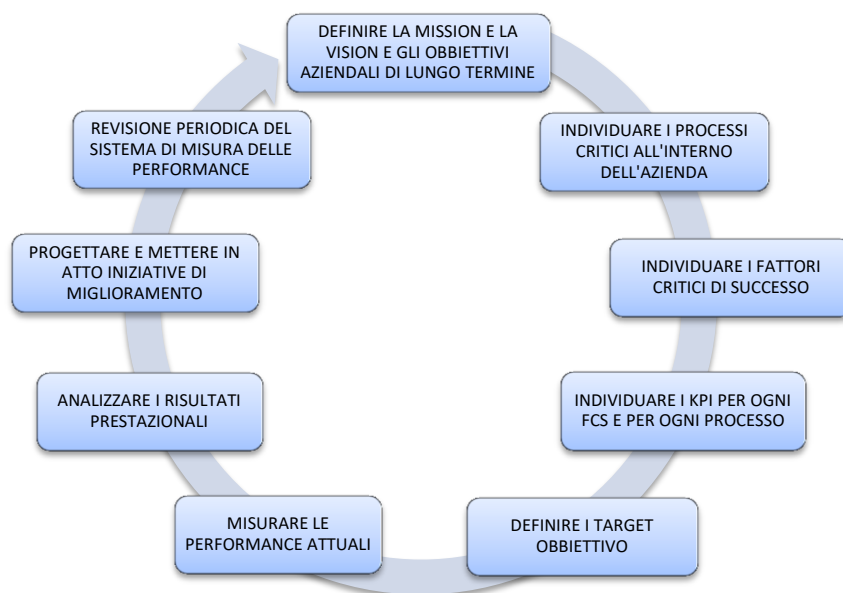 DEFINIRE LA MISSION E LA
VISION E GLI OBBIETTIVI
AZIENDALI DI LUNGO TERMINE
INDIVIDUARE I PROCESSI
CRITICI ALL'INTERNO
DELL'AZIENDA
INDIVIDUARE I FATTORI
CRITICI DI SUCCESSO
INDIVIDUARE I KPI PER OGNI
FCS E PER OGNI PROCESSO
DEFINIRE I TARGET
OBBIETTIVO
MISURARE LE
PERFORMANCE ATTUALI
ANALIZZARE I RISULTATI
PRESTAZIONALI
PROGETTARE E METTERE IN
ATTO INIZIATIVE DI
MIGLIORAMENTO
REVISIONE PERIODICA DEL
SISTEMA DI MISURA DELLE
PERFORMANCE